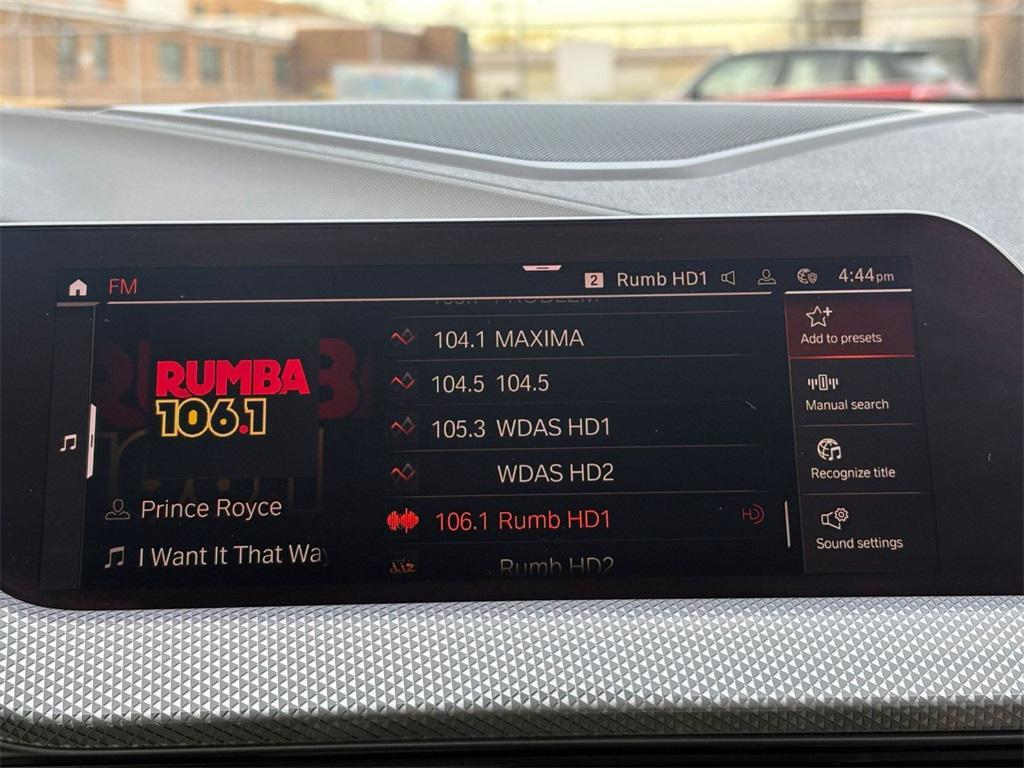 FM
2 Rumb HD1 4:44pm
RUMBA
106.1
Prince Royce
I Want It That Way
PROBLEM
104.1 MAXIMA
104.5 104.5
105.3 WDAS HD1
WDAS HD2
106.1 Rumb HD1 HD
Rumb HD2
Add to presets
Manual search
Recognize title
Sound settings